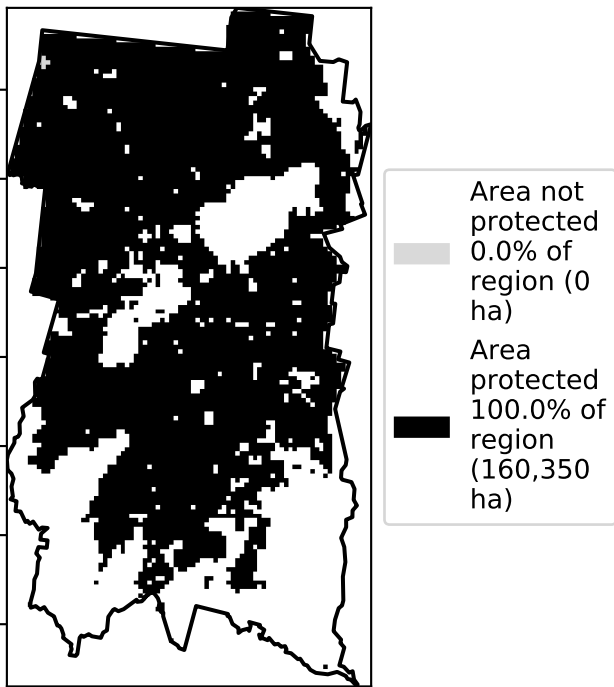 Area not
protected
0.0% of
region (0
ha)
Area
protected
100.0% of
region
(160,350
ha)